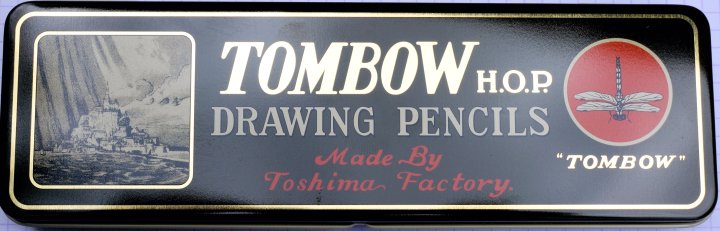 TOMBOW H.O.P.
DRAWING PENCILS
Made By
Toshima Factory.
"TOMBOW"